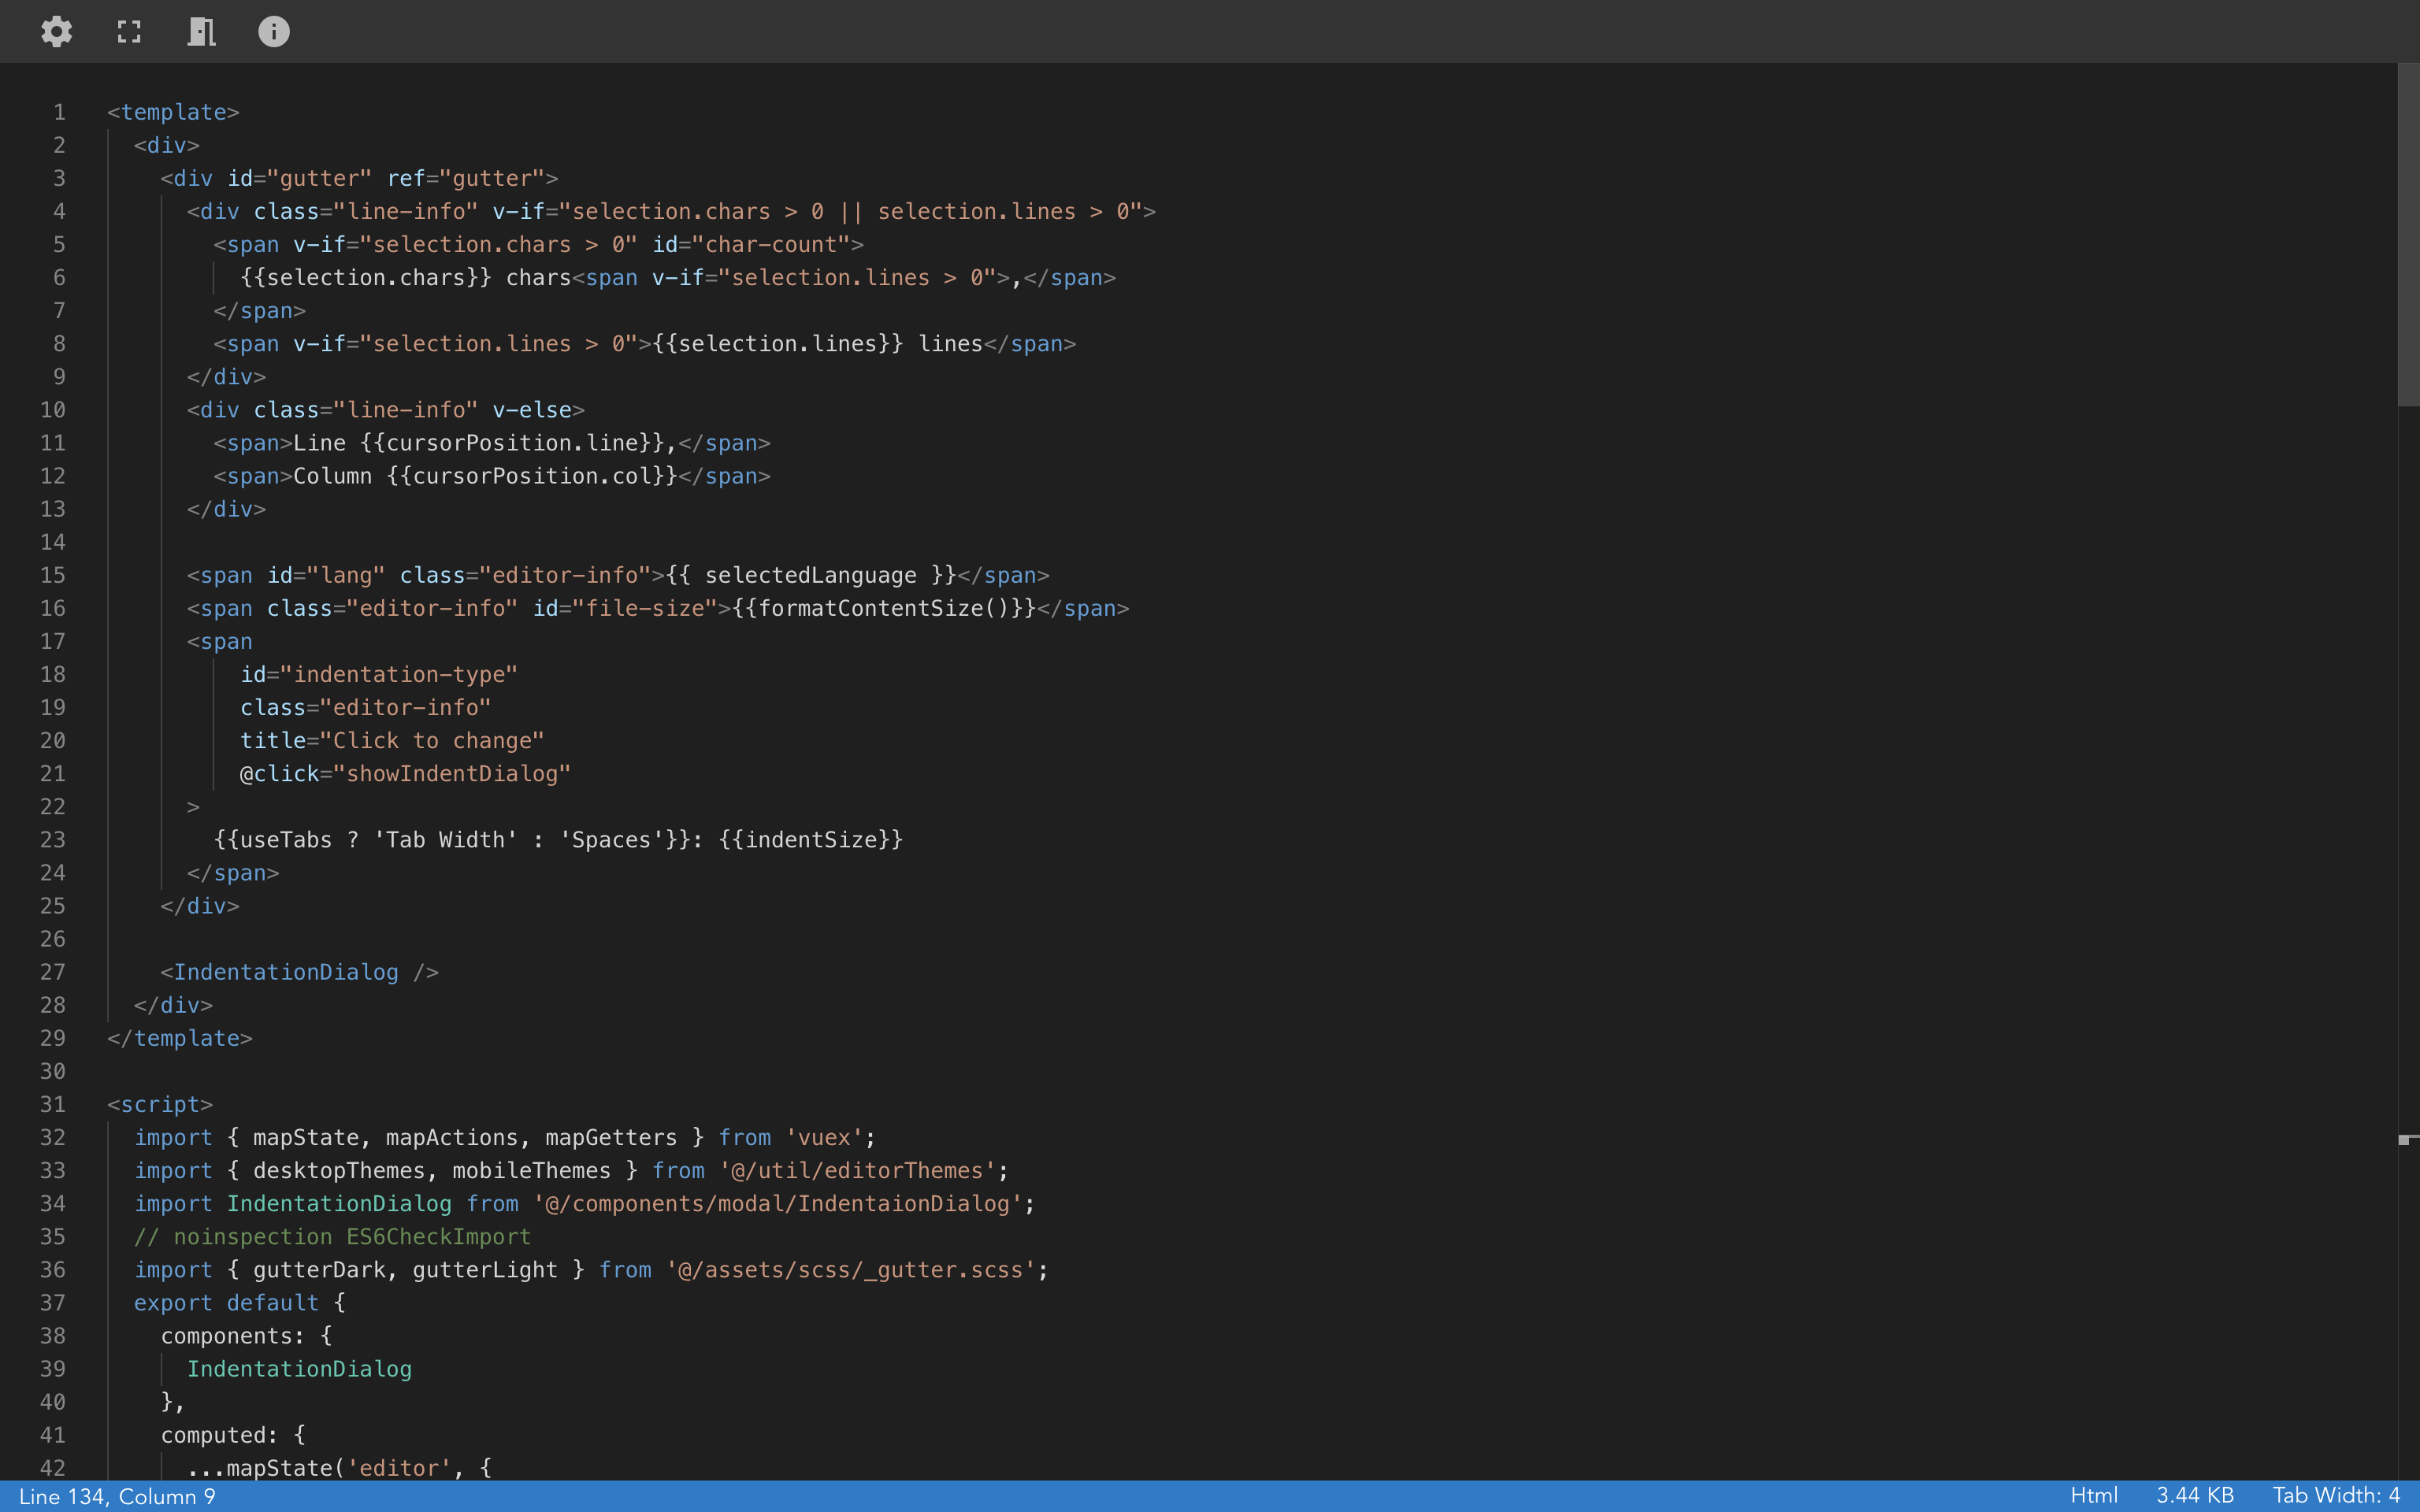 1 <template>
2   <div>
3     <div id="gutter" ref="gutter">
4       <div class="line-info" v-if="selection.chars > 0 || selection.lines > 0">
5         <span v-if="selection.chars > 0" id="char-count">
6           {{selection.chars}} chars<span v-if="selection.lines > 0">,</span>
7         </span>
8         <span v-if="selection.lines > 0">{{selection.lines}} lines</span>
9       </div>
10       <div class="line-info" v-else>
11         <span>Line {{cursorPosition.line}},</span>
12         <span>Column {{cursorPosition.col}}</span>
13       </div>
14
15       <span id="lang" class="editor-info">{{ selectedLanguage }}</span>
16       <span class="editor-info" id="file-size">{{formatContentSize()}}</span>
17       <span
18           id="indentation-type"
19           class="editor-info"
20           title="Click to change"
21           @click="showIndentDialog"
22       >
23         {{useTabs ? 'Tab Width' : 'Spaces'}}: {{indentSize}}
24       </span>
25     </div>
26
27     <IndentationDialog />
28   </div>
29 </template>
30
31 <script>
32   import { mapState, mapActions, mapGetters } from 'vuex';
33   import { desktopThemes, mobileThemes } from '@/util/editorThemes';
34   import IndentationDialog from '@/components/modal/IndentaionDialog';
35   // noinspection ES6CheckImport
36   import { gutterDark, gutterLight } from '@/assets/scss/_gutter.scss';
37   export default {
38     components: {
39       IndentationDialog
40     },
41     computed: {
42       ...mapState('editor', {
Line 134, Column 9 Html 3.44 KB Tab Width: 4